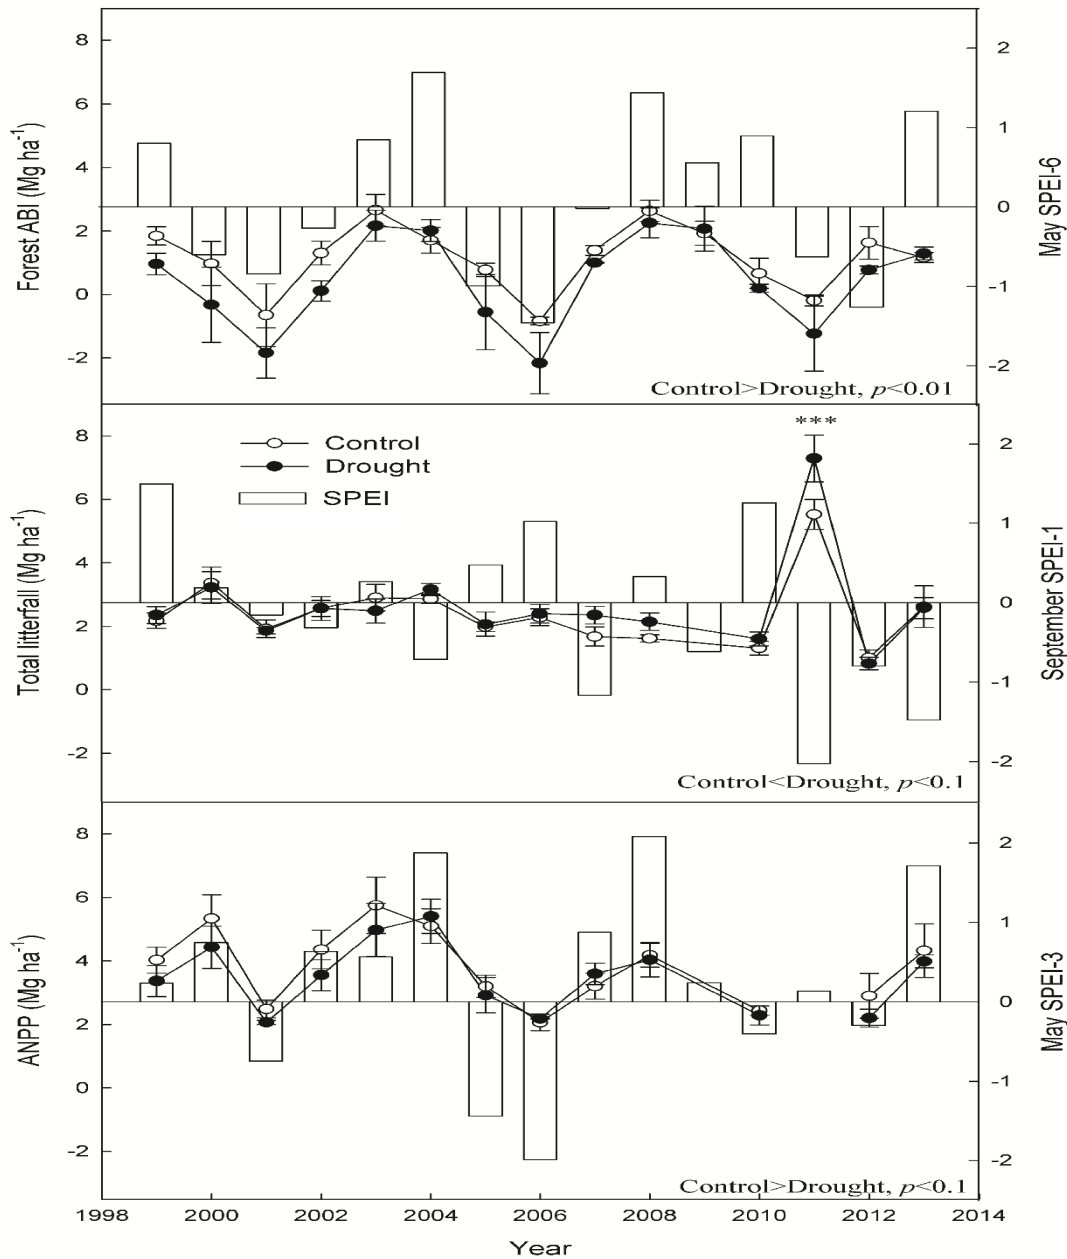 8
6
4
2
0
-2
Forest ABI (Mg ha⁻¹)
2
1
0
-1
-2
May SPEI-6
Control>Drought, p<0.01
8
6
4
2
0
-2
Total litterfall (Mg ha⁻¹)
Control
Drought
SPEI
***
2
1
0
-1
-2
September SPEI-1
Control<Drought, p<0.1
8
6
4
2
0
-2
ANPP (Mg ha⁻¹)
2
1
0
-1
-2
May SPEI-3
Control>Drought, p<0.1
1998 2000 2002 2004 2006 2008 2010 2012 2014
Year